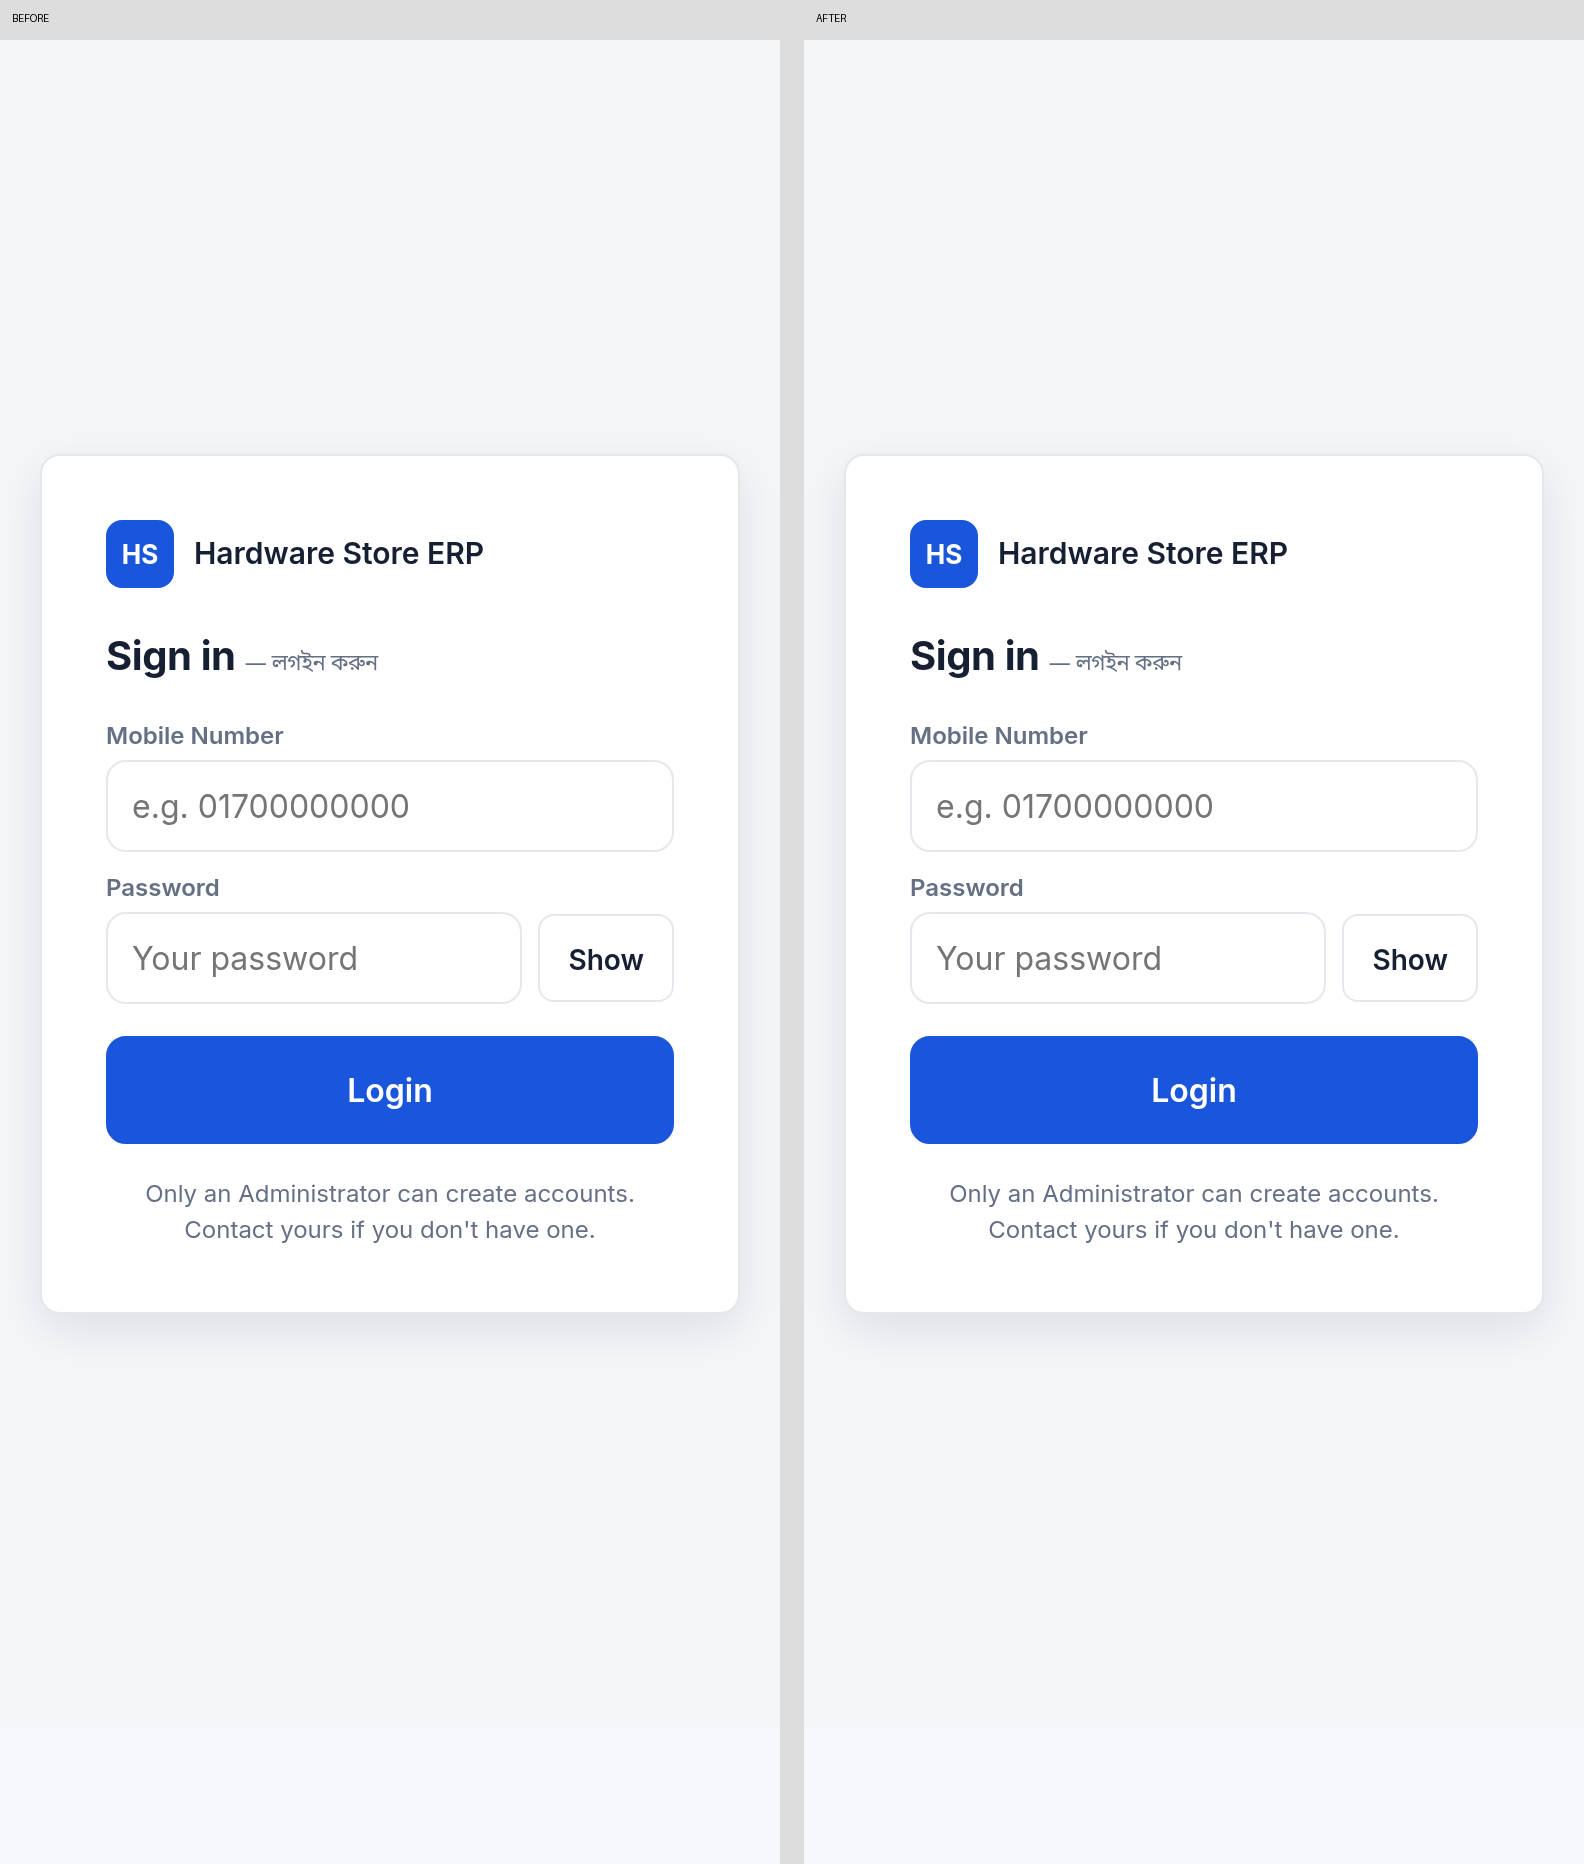 BEFORE
HS Hardware Store ERP
Sign in — লগইন করুন
Mobile Number
e.g. 01700000000
Password
Your password Show
Login
Only an Administrator can create accounts.
Contact yours if you don't have one.
AFTER
HS Hardware Store ERP
Sign in — লগইন করুন
Mobile Number
e.g. 01700000000
Password
Your password Show
Login
Only an Administrator can create accounts.
Contact yours if you don't have one.